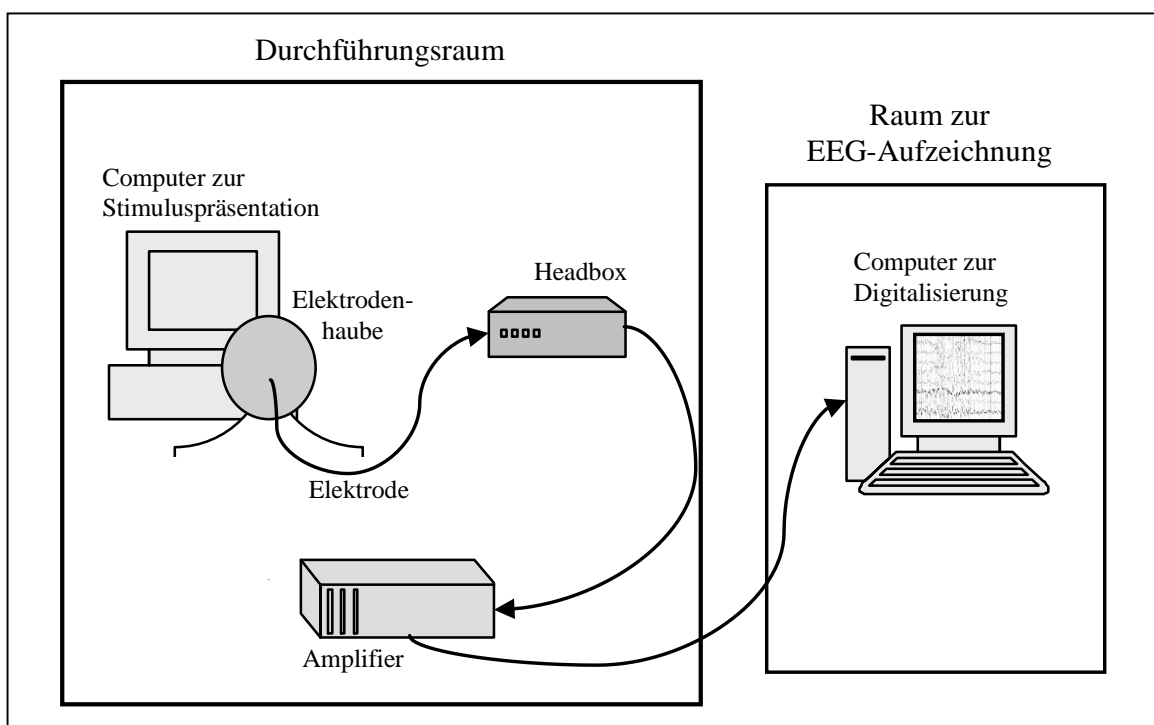 Durchführungsraum
Raum zur
EEG-Aufzeichnung
Computer zur
Stimuluspräsentation
Elektroden-
haube
Headbox
Computer zur
Digitalisierung
Elektrode
Amplifier